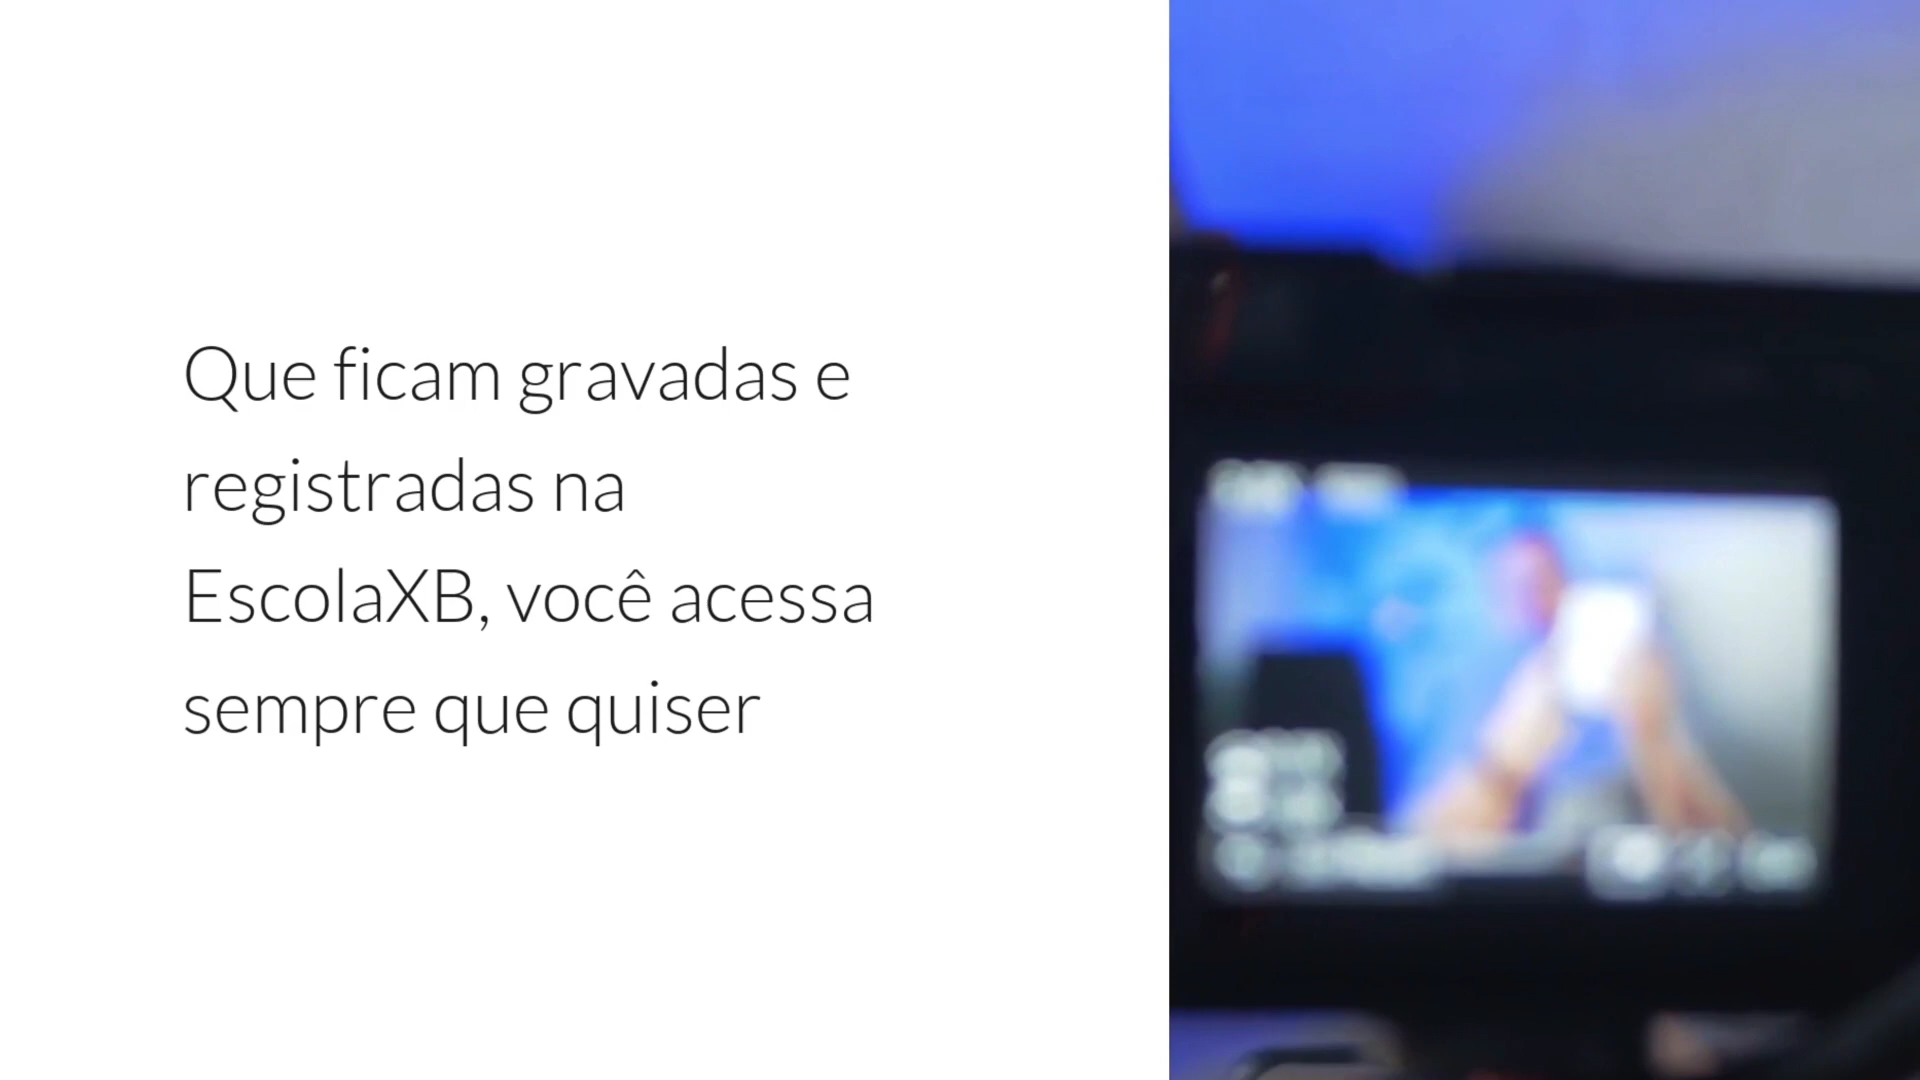 Que ficam gravadas e
registradas na
EscolaXB, você acessa
sempre que quiser